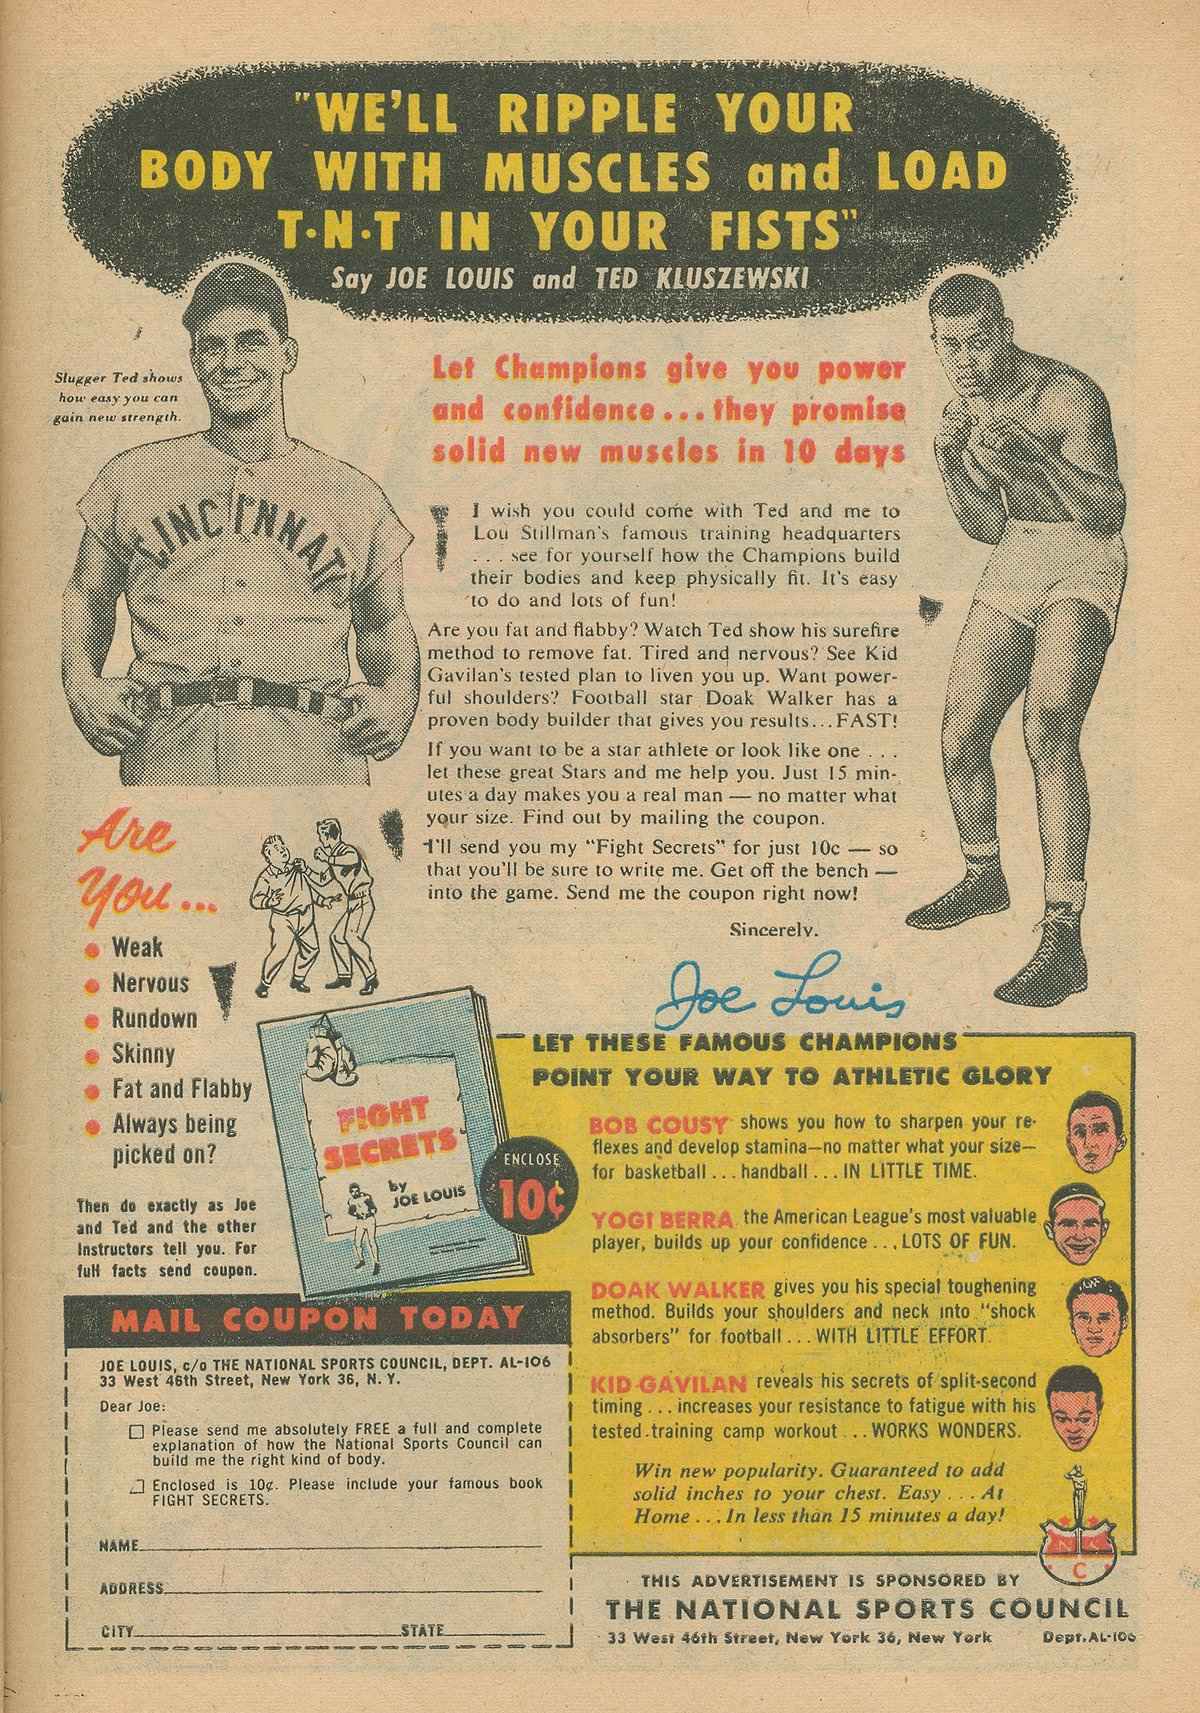 "WE'LL RIPPLE YOUR
BODY WITH MUSCLES and LOAD
T·N·T IN YOUR FISTS"
Say JOE LOUIS and TED KLUSZEWSKI
Slugger Ted shows
how easy you can
gain new strength.
CINCINNATI
Let Champions give you power
and confidence...they promise
solid new muscles in 10 days
I wish you could come with Ted and me to
Lou Stillman's famous training headquarters
. . . see for yourself how the Champions build
their bodies and keep physically fit. It's easy
to do and lots of fun!
Are you fat and flabby? Watch Ted show his surefire
method to remove fat. Tired and nervous? See Kid
Gavilan's tested plan to liven you up. Want power-
ful shoulders? Football star Doak Walker has a
proven body builder that gives you results...FAST!
If you want to be a star athlete or look like one . . .
let these great Stars and me help you. Just 15 min-
utes a day makes you a real man — no matter what
your size. Find out by mailing the coupon.
I'll send you my "Fight Secrets" for just 10c — so
that you'll be sure to write me. Get off the bench —
into the game. Send me the coupon right now!
Sincerely,
Joe Louis
Are
You...
Weak
Nervous
Rundown
Skinny
Fat and Flabby
Always being
picked on?
Then do exactly as Joe
and Ted and the other
Instructors tell you. For
full facts send coupon.
FIGHT
SECRETS
by
JOE LOUIS
ENCLOSE
10¢
LET THESE FAMOUS CHAMPIONS
POINT YOUR WAY TO ATHLETIC GLORY
BOB COUSY shows you how to sharpen your re-
flexes and develop stamina—no matter what your size—
for basketball...handball...IN LITTLE TIME.
YOGI BERRA the American League's most valuable
player, builds up your confidence...LOTS OF FUN.
DOAK WALKER gives you his special toughening
method. Builds your shoulders and neck into "shock
absorbers" for football...WITH LITTLE EFFORT.
KID GAVILAN reveals his secrets of split-second
timing...increases your resistance to fatigue with his
tested training camp workout...WORKS WONDERS.
Win new popularity. Guaranteed to add
solid inches to your chest. Easy...At
Home...In less than 15 minutes a day!
N S C
MAIL COUPON TODAY
JOE LOUIS, c/o THE NATIONAL SPORTS COUNCIL, DEPT. AL-106
33 West 46th Street, New York 36, N. Y.
Dear Joe:
Please send me absolutely FREE a full and complete
explanation of how the National Sports Council can
build me the right kind of body.
Enclosed is 10¢. Please include your famous book
FIGHT SECRETS.
NAME
ADDRESS
CITY STATE
THIS ADVERTISEMENT IS SPONSORED BY
THE NATIONAL SPORTS COUNCIL
33 West 46th Street, New York 36, New York Dept. AL-106